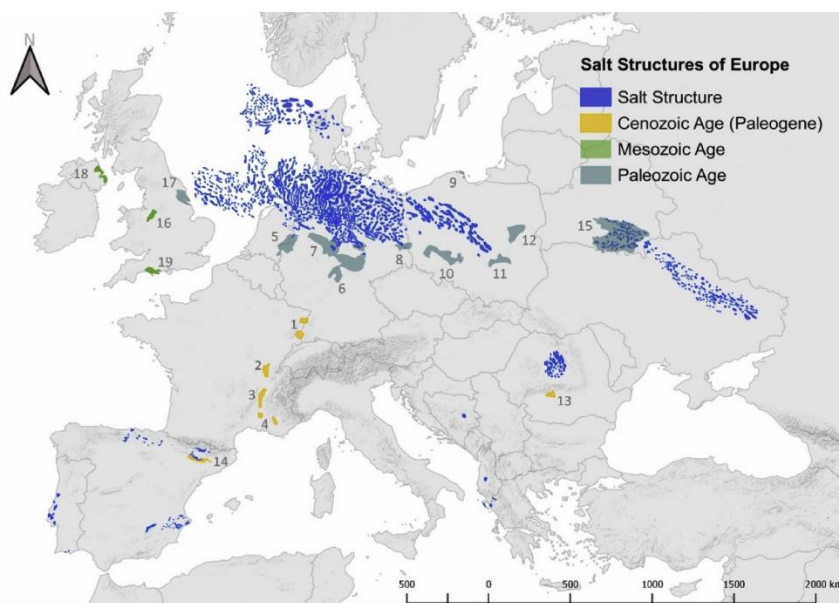 N
Salt Structures of Europe
Salt Structure
Cenozoic Age (Paleogene)
Mesozoic Age
Paleozoic Age
18
17
9
16
15
12
5
7
8
19
10
11
6
1
2
3
13
4
14
500 0 500 1000 1500 2000 km